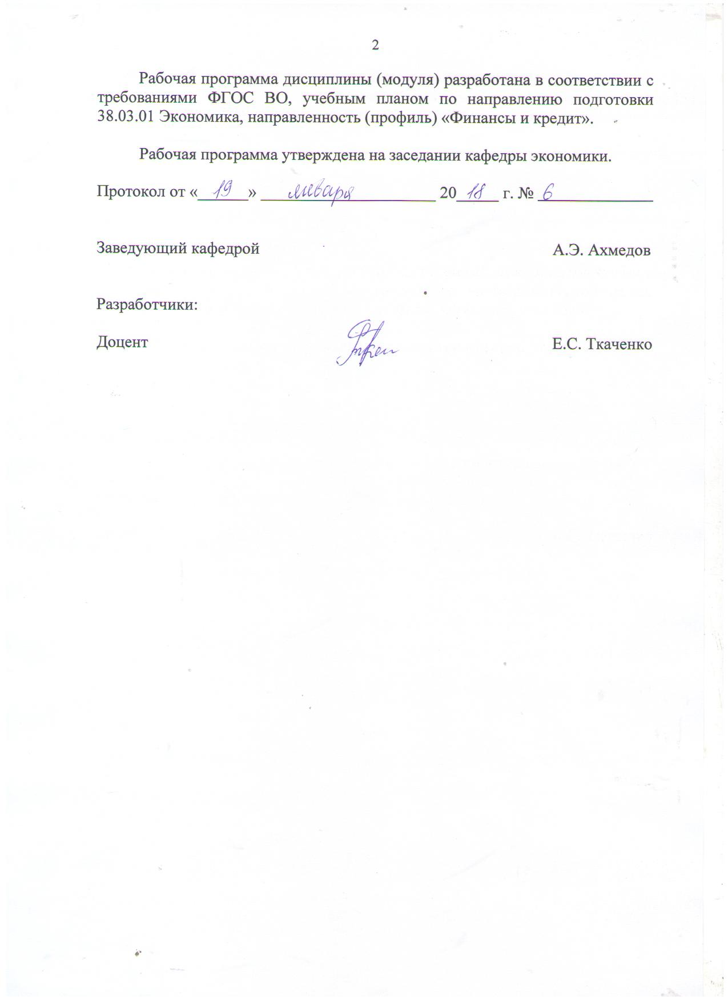 2
Рабочая программа дисциплины (модуля) разработана в соответствии с
требованиями ФГОС ВО, учебным планом по направлению подготовки
38.03.01 Экономика, направленность (профиль) «Финансы и кредит».
Рабочая программа утверждена на заседании кафедры экономики.
Протокол от «19» января 2018 г. № 6
Заведующий кафедрой А.Э. Ахмедов
Разработчики:
Доцент Е.С. Ткаченко